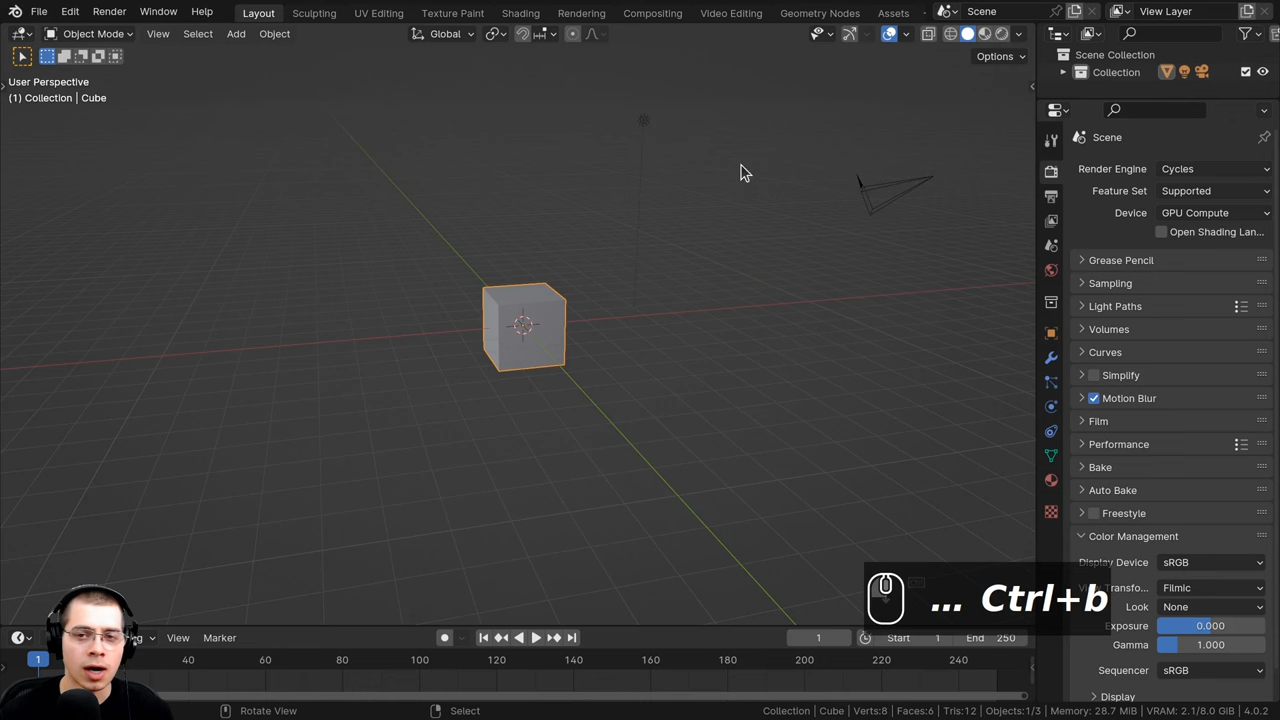 File Edit Render Window Help Layout Sculpting UV Editing Texture Paint Shading Rendering Compositing Video Editing Geometry Nodes Assets Scene View Layer
Object Mode View Select Add Object Global
Options
User Perspective
(1) Collection | Cube
Scene Collection
Collection
Scene
Render Engine Cycles
Feature Set Supported
Device GPU Compute
Open Shading Lan...
Grease Pencil
Sampling
Light Paths
Volumes
Curves
Simplify
Motion Blur
Film
Performance
Bake
Auto Bake
Freestyle
Color Management
Display Device sRGB
Filmic
Look None
Exposure 0.000
Gamma 1.000
Sequencer sRGB
Display
... Ctrl+b
View Marker 1 Start 1 End 250
1 40 60 80 100 120 140 160 180 200 220 240
Rotate View Select Collection | Cube | Verts:8 | Faces:6 | Tris:12 | Objects:1/3 | Memory: 28.7 MiB | VRAM: 2.1/8.0 GiB | 4.0.2